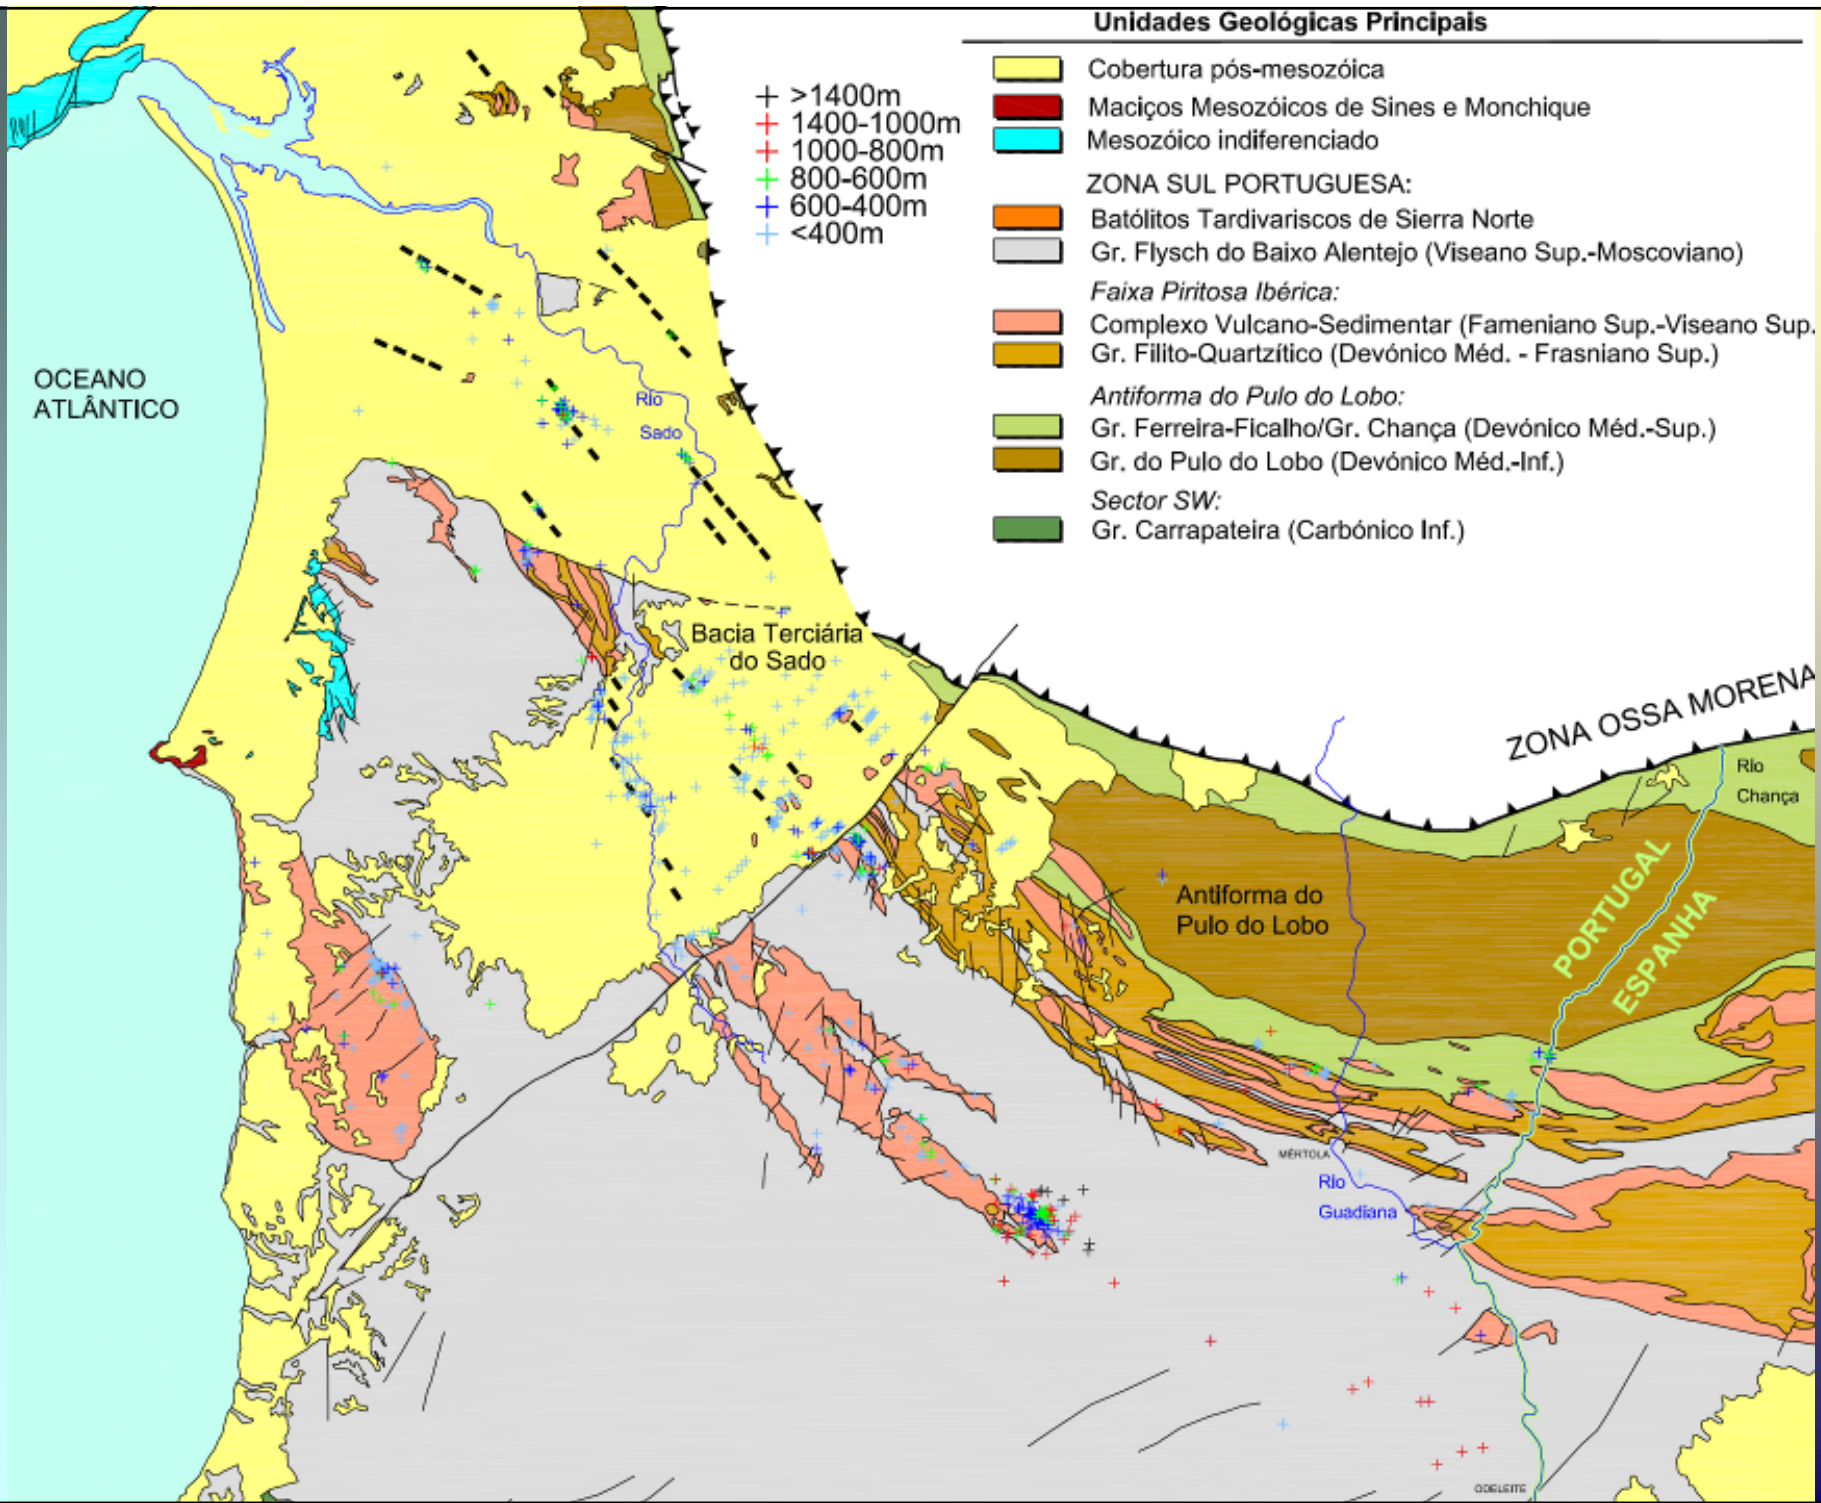 Unidades Geológicas Principais
Cobertura pós-mesozóica
Maciços Mesozóicos de Sines e Monchique
Mesozóico indiferenciado
ZONA SUL PORTUGUESA:
Batólitos Tardivariscos de Sierra Norte
Gr. Flysch do Baixo Alentejo (Viseano Sup.-Moscoviano)
Faixa Piritosa Ibérica:
Complexo Vulcano-Sedimentar (Fameniano Sup.-Viseano Sup.
Gr. Filito-Quartzítico (Devónico Méd. - Frasniano Sup.)
Antiforma do Pulo do Lobo:
Gr. Ferreira-Ficalho/Gr. Chança (Devónico Méd.-Sup.)
Gr. do Pulo do Lobo (Devónico Méd.-Inf.)
Sector SW:
Gr. Carrapateira (Carbónico Inf.)
>1400m
1400-1000m
1000-800m
800-600m
600-400m
<400m
OCEANO
ATLÂNTICO
Rio
Sado
Bacia Terciária
do Sado
ZONA OSSA MORENA
Rio
Chança
PORTUGAL
ESPANHA
Antiforma do
Pulo do Lobo
MÉRTOLA
Rio
Guadiana
ODELEITE